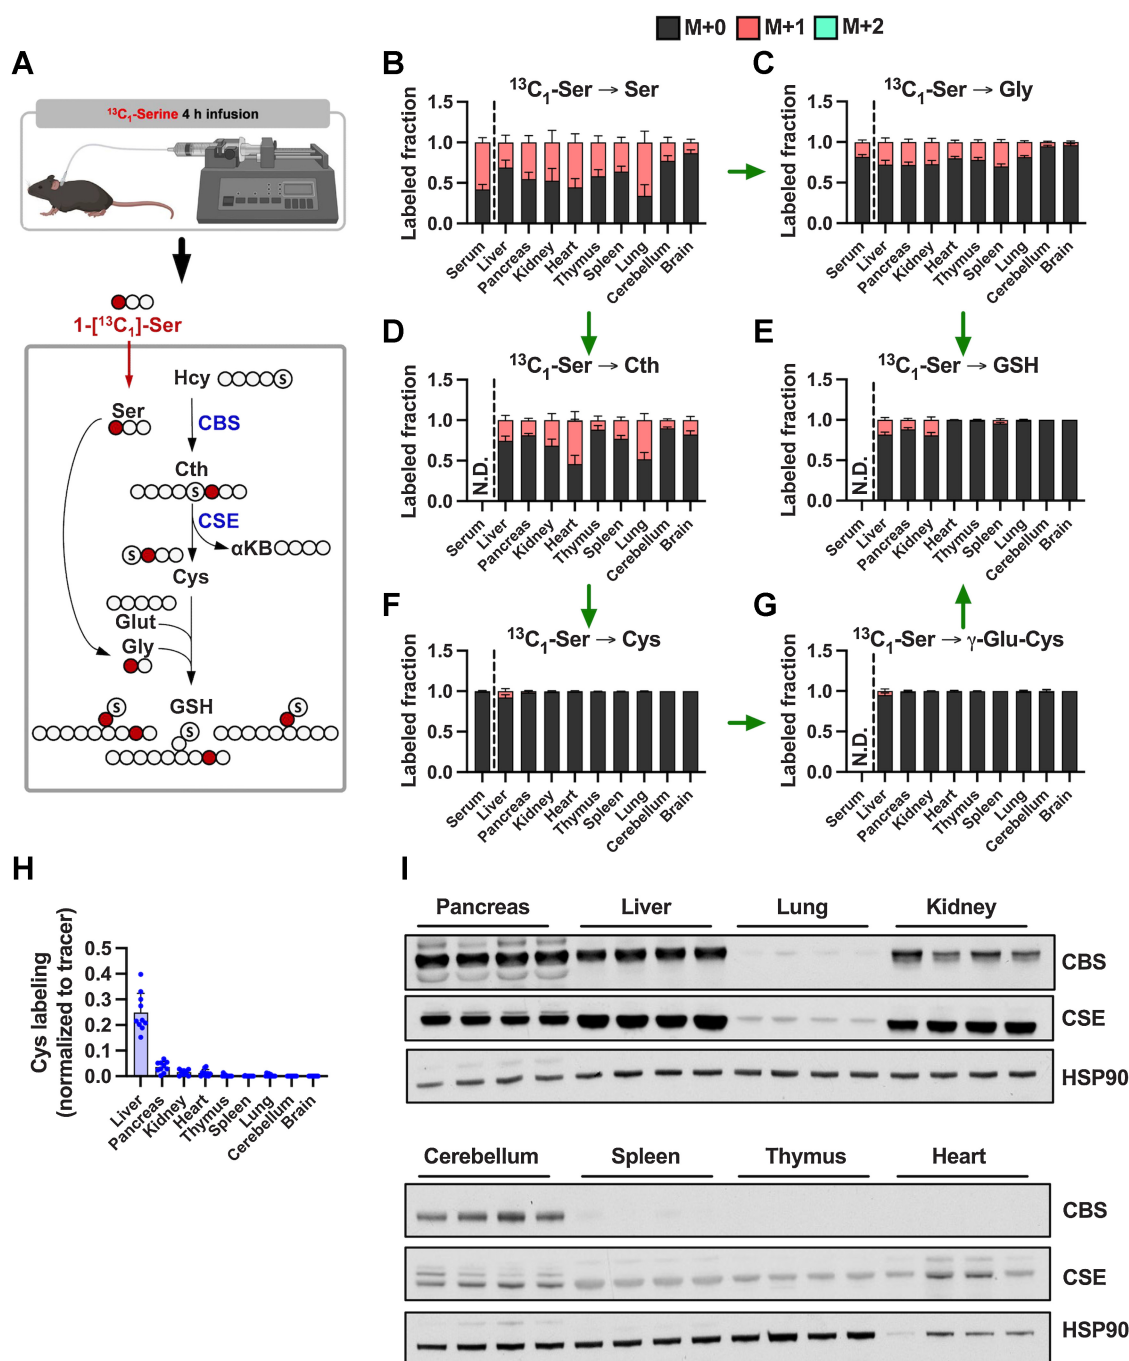 M+0 M+1 M+2
A
¹³C₁-Serine 4 h infusion
1-[¹³C₁]-Ser
Hcy
S
Ser
CBS
Cth
S
CSE
αKB
S
Cys
Glut
Gly
GSH
S
S
S
B
¹³C₁-Ser → Ser
Labeled fraction
1.5
1.0
0.5
0.0
Serum
Liver
Pancreas
Kidney
Heart
Thymus
Spleen
Lung
Cerebellum
Brain
C
¹³C₁-Ser → Gly
Labeled fraction
1.5
1.0
0.5
0.0
Serum
Liver
Pancreas
Kidney
Heart
Thymus
Spleen
Lung
Cerebellum
Brain
D
¹³C₁-Ser → Cth
Labeled fraction
1.5
1.0
0.5
0.0
N.D.
Serum
Liver
Pancreas
Kidney
Heart
Thymus
Spleen
Lung
Cerebellum
Brain
E
¹³C₁-Ser → GSH
Labeled fraction
1.5
1.0
0.5
0.0
N.D.
Serum
Liver
Pancreas
Kidney
Heart
Thymus
Spleen
Lung
Cerebellum
Brain
F
¹³C₁-Ser → Cys
Labeled fraction
1.5
1.0
0.5
0.0
Serum
Liver
Pancreas
Kidney
Heart
Thymus
Spleen
Lung
Cerebellum
Brain
G
¹³C₁-Ser → γ-Glu-Cys
Labeled fraction
1.5
1.0
0.5
0.0
N.D.
Serum
Liver
Pancreas
Kidney
Heart
Thymus
Spleen
Lung
Cerebellum
Brain
H
Cys labeling
(normalized to tracer)
0.5
0.4
0.3
0.2
0.1
0.0
Liver
Pancreas
Kidney
Heart
Thymus
Spleen
Lung
Cerebellum
Brain
I
Pancreas Liver Lung Kidney
CBS
CSE
HSP90
Cerebellum Spleen Thymus Heart
CBS
CSE
HSP90